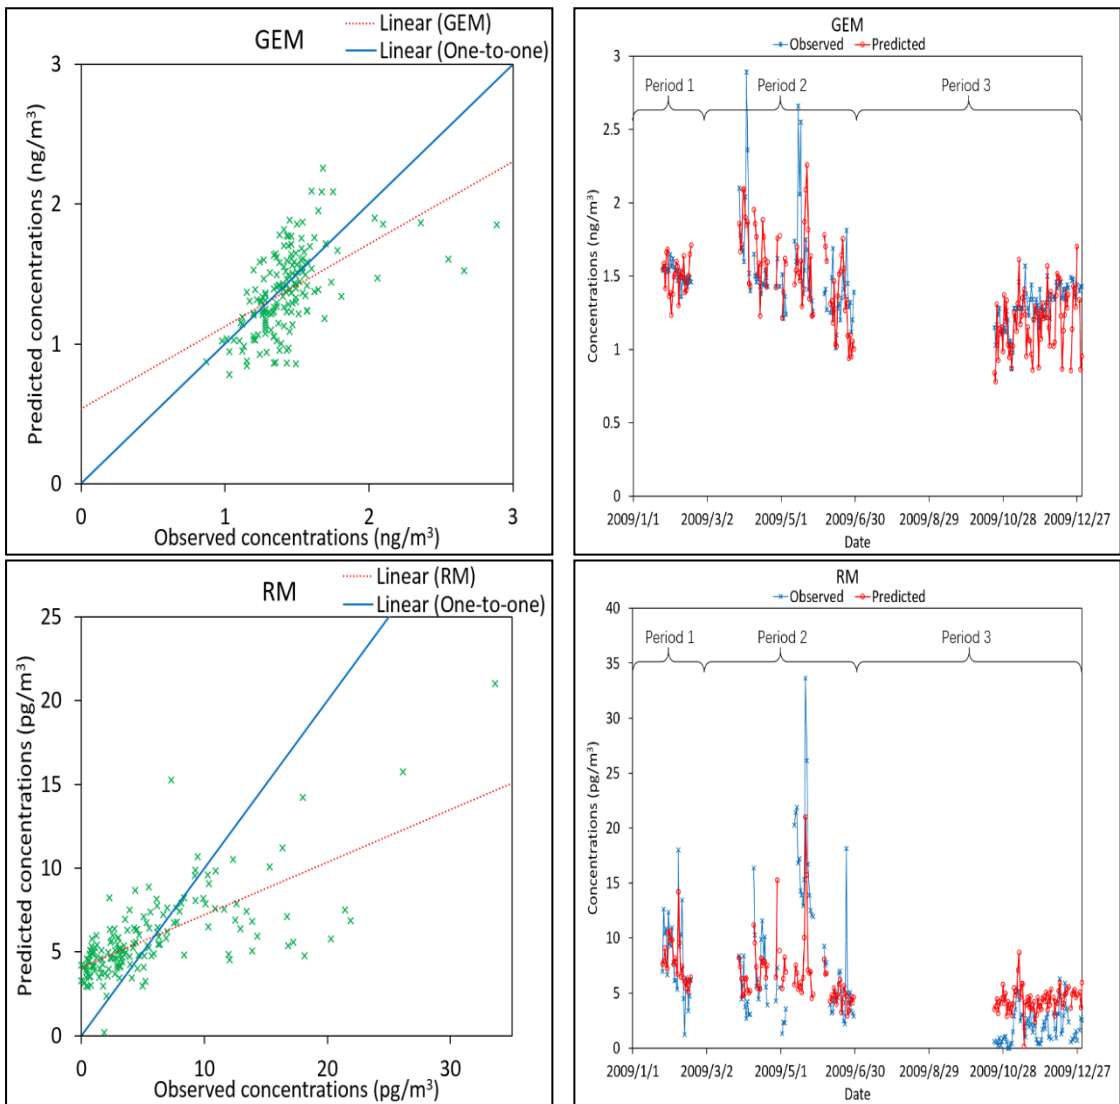 GEM
Linear (GEM)
Linear (One-to-one)
3
2
1
0
0 1 2 3
Predicted concentrations (ng/m³)
Observed concentrations (ng/m³)
GEM
Observed Predicted
3
2.5
2
1.5
1
0.5
0
Period 1 Period 2 Period 3
Concentrations (ng/m³)
2009/1/1 2009/3/2 2009/5/1 2009/6/30 2009/8/29 2009/10/28 2009/12/27
Date
RM
Linear (RM)
Linear (One-to-one)
25
20
15
10
5
0
0 10 20 30
Predicted concentrations (pg/m³)
Observed concentrations (pg/m³)
RM
Observed Predicted
40
35
30
25
20
15
10
5
0
Period 1 Period 2 Period 3
Concentrations (pg/m³)
2009/1/1 2009/3/2 2009/5/1 2009/6/30 2009/8/29 2009/10/28 2009/12/27
Date